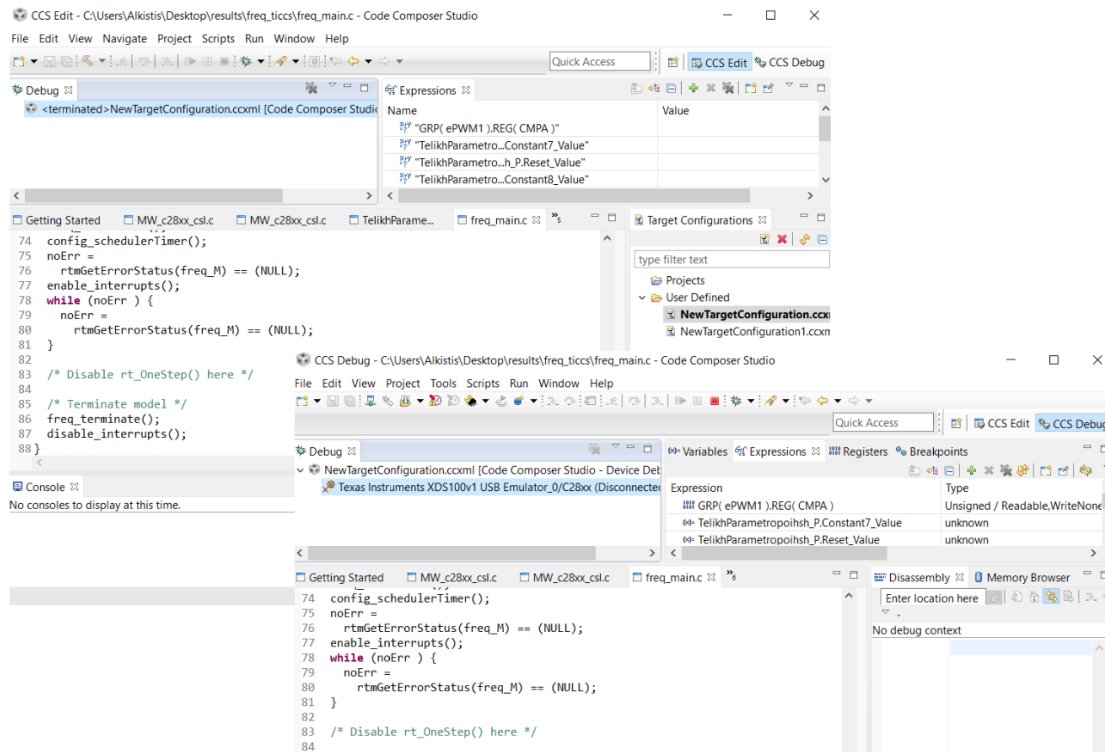 CCS Edit - C:\Users\Alkistis\Desktop\results\freq_ticcs\freq_main.c - Code Composer Studio
File Edit View Navigate Project Scripts Run Window Help
Quick Access CCS Edit CCS Debug
Debug
<terminated>NewTargetConfiguration.ccxml [Code Composer Studio
Expressions
Name Value
"GRP( ePWM1 ).REG( CMPA )"
"TelikhParametro...Constant7_Value"
"TelikhParametro...h_P.Reset_Value"
"TelikhParametro...Constant8_Value"
Getting Started MW_c28xx_csl.c MW_c28xx_csl.c TelikhParame... freq_main.c »5
74 config_schedulerTimer();
75 noErr =
76 rtmGetErrorStatus(freq_M) == (NULL);
77 enable_interrupts();
78 while (noErr ) {
79 noErr =
80 rtmGetErrorStatus(freq_M) == (NULL);
81 }
82
83 /* Disable rt_OneStep() here */
84
85 /* Terminate model */
86 freq_terminate();
87 disable_interrupts();
88 }
Target Configurations
type filter text
Projects
User Defined
NewTargetConfiguration.ccxm
NewTargetConfiguration1.ccxm
Console
No consoles to display at this time.
CCS Debug - C:\Users\Alkistis\Desktop\results\freq_ticcs\freq_main.c - Code Composer Studio
File Edit View Project Tools Scripts Run Window Help
Quick Access CCS Edit CCS Debug
Debug
NewTargetConfiguration.ccxml [Code Composer Studio - Device Det
Texas Instruments XDS100v1 USB Emulator_0/C28xx (Disconnected
Variables Expressions Registers Breakpoints
Expression Type
GRP( ePWM1 ).REG( CMPA ) Unsigned / Readable,WriteNone
TelikhParametropoihsh_P.Constant7_Value unknown
TelikhParametropoihsh_P.Reset_Value unknown
Getting Started MW_c28xx_csl.c MW_c28xx_csl.c freq_main.c »6
74 config_schedulerTimer();
75 noErr =
76 rtmGetErrorStatus(freq_M) == (NULL);
77 enable_interrupts();
78 while (noErr ) {
79 noErr =
80 rtmGetErrorStatus(freq_M) == (NULL);
81 }
82
83 /* Disable rt_OneStep() here */
84
Disassembly Memory Browser
Enter location here
No debug context